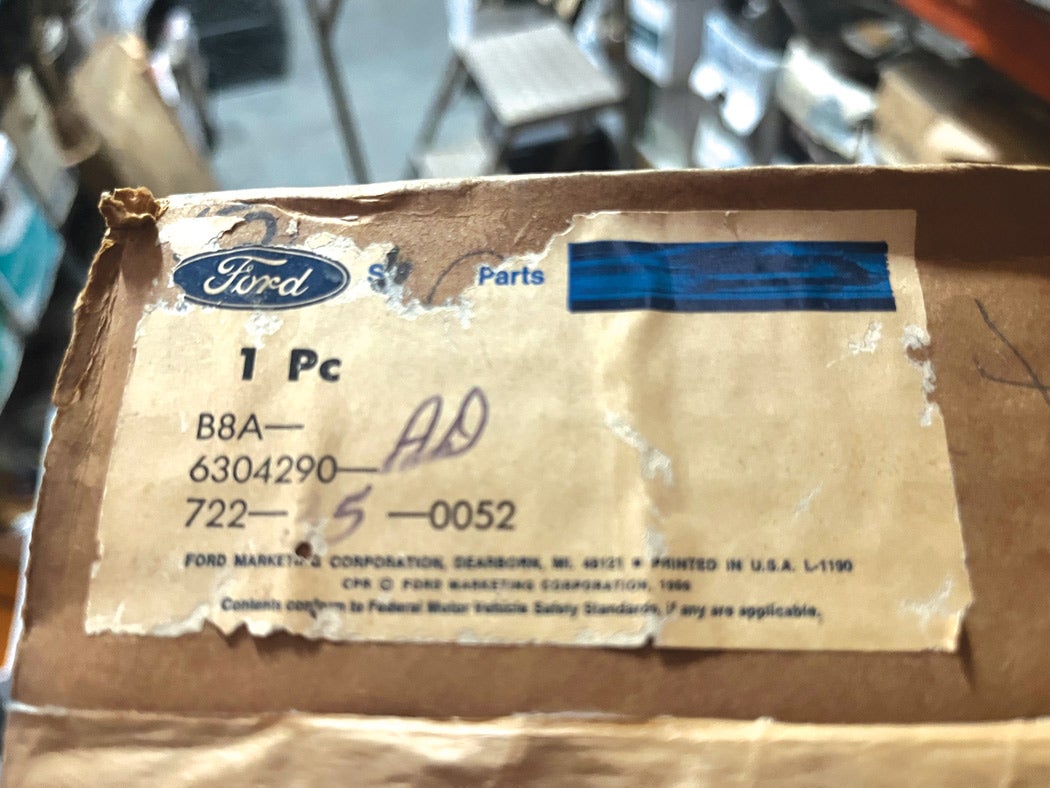 Ford Parts
1 Pc
B8A—
6304290—AD
722— 5 —0052
FORD MARKETING CORPORATION, DEARBORN, MI. 48121 • PRINTED IN U.S.A. L-1190
CPR © FORD MARKETING CORPORATION,
Contents conform to Federal Motor Vehicle Safety Standards, if any are applicable.